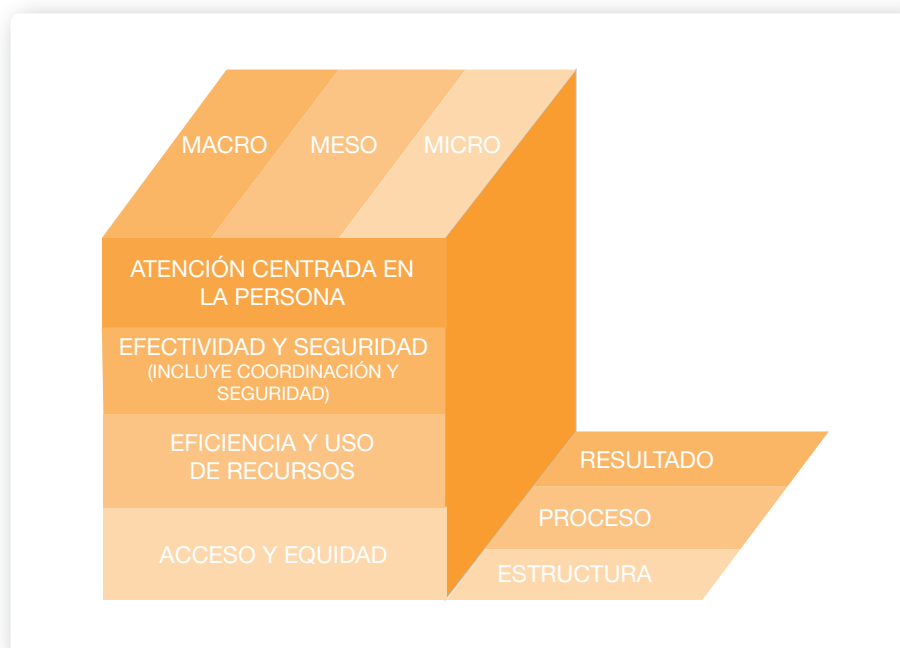 MACRO MESO MICRO
ATENCIÓN CENTRADA EN
LA PERSONA
EFECTIVIDAD Y SEGURIDAD
(INCLUYE COORDINACIÓN Y
SEGURIDAD)
EFICIENCIA Y USO
DE RECURSOS
ACCESO Y EQUIDAD
RESULTADO
PROCESO
ESTRUCTURA